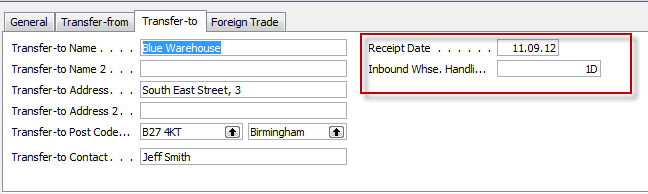 General Transfer-from Transfer-to Foreign Trade
Transfer-to Name . . . . Blue Warehouse
Transfer-to Name 2 . . .
Transfer-to Address. . . South East Street, 3
Transfer-to Address 2. .
Transfer-to Post Code... B27 4KT Birmingham
Transfer-to Contact . . . Jeff Smith
Receipt Date . . . . . . 11.09.12
Inbound Whse. Handli... 1D